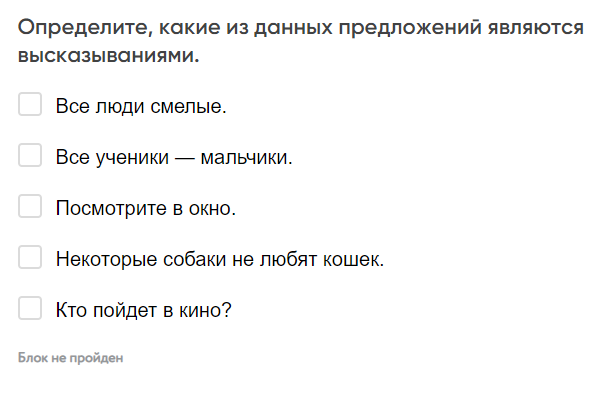 Определите, какие из данных предложений являются
высказываниями.
Все люди смелые.
Все ученики — мальчики.
Посмотрите в окно.
Некоторые собаки не любят кошек.
Кто пойдет в кино?
Блок не пройден